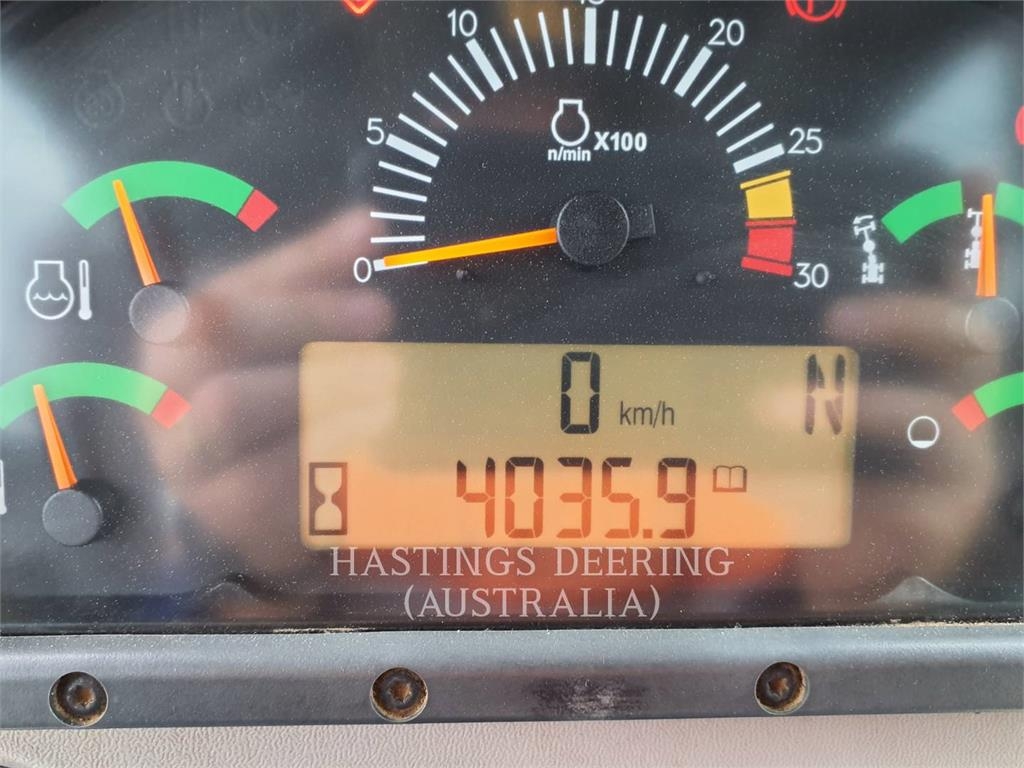 10
15
20
5
25
X100
n/min
0
30
0 km/h N
4035.9
HASTINGS DEERING
(AUSTRALIA)